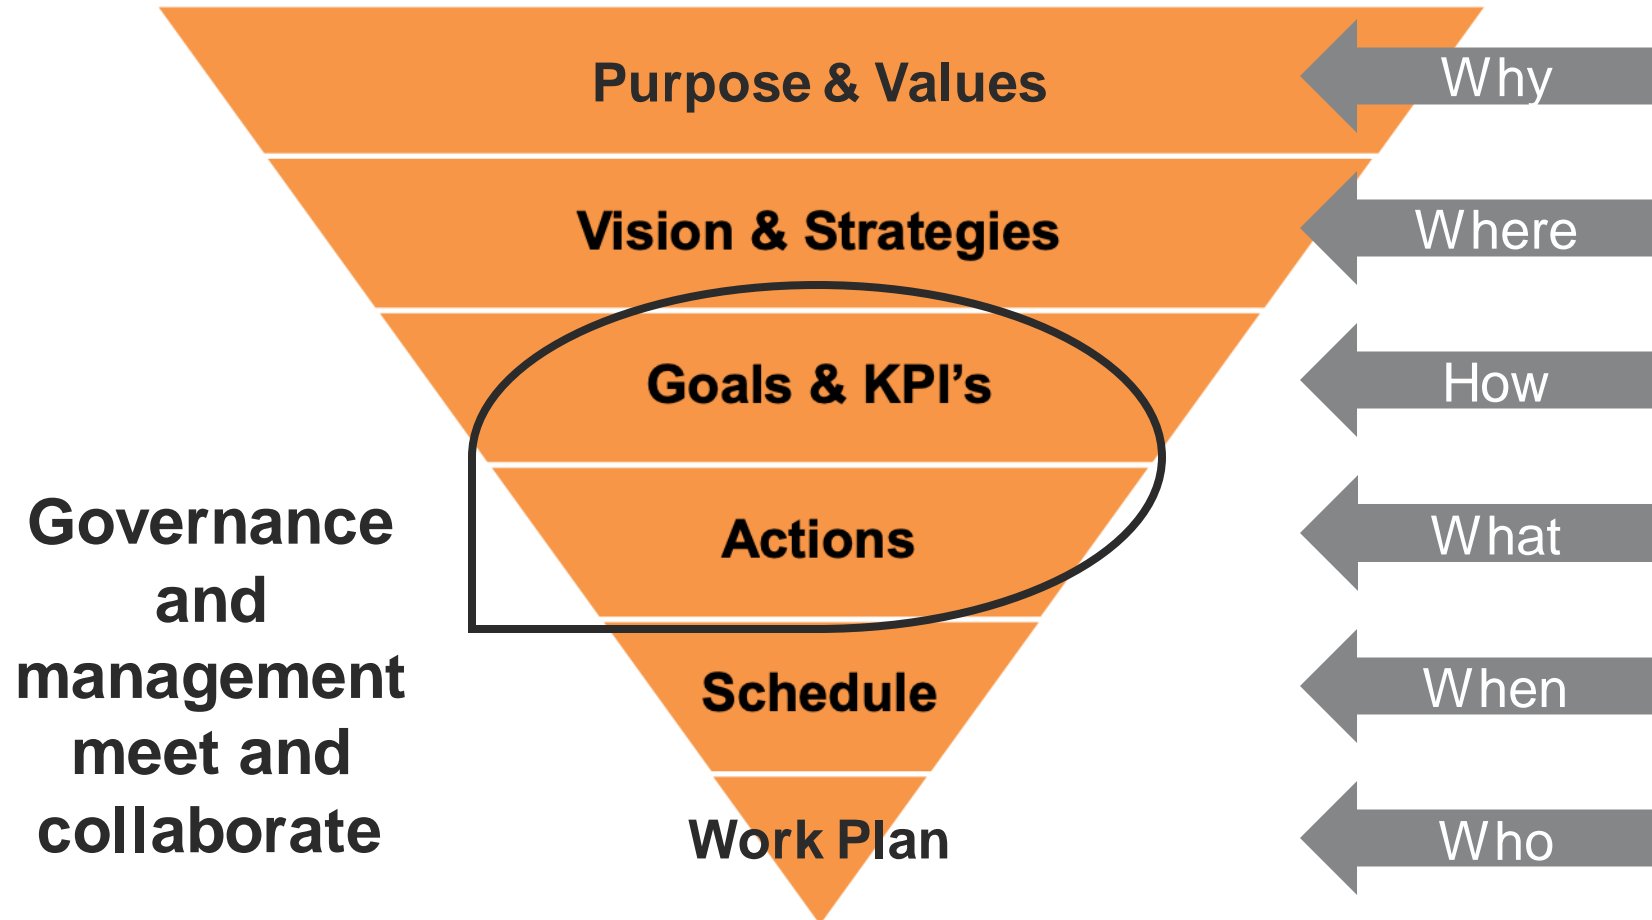 Purpose & Values
Why
Vision & Strategies
Where
Goals & KPI’s
How
Actions
What
Schedule
When
Work Plan
Who
Governance
and
management
meet and
collaborate